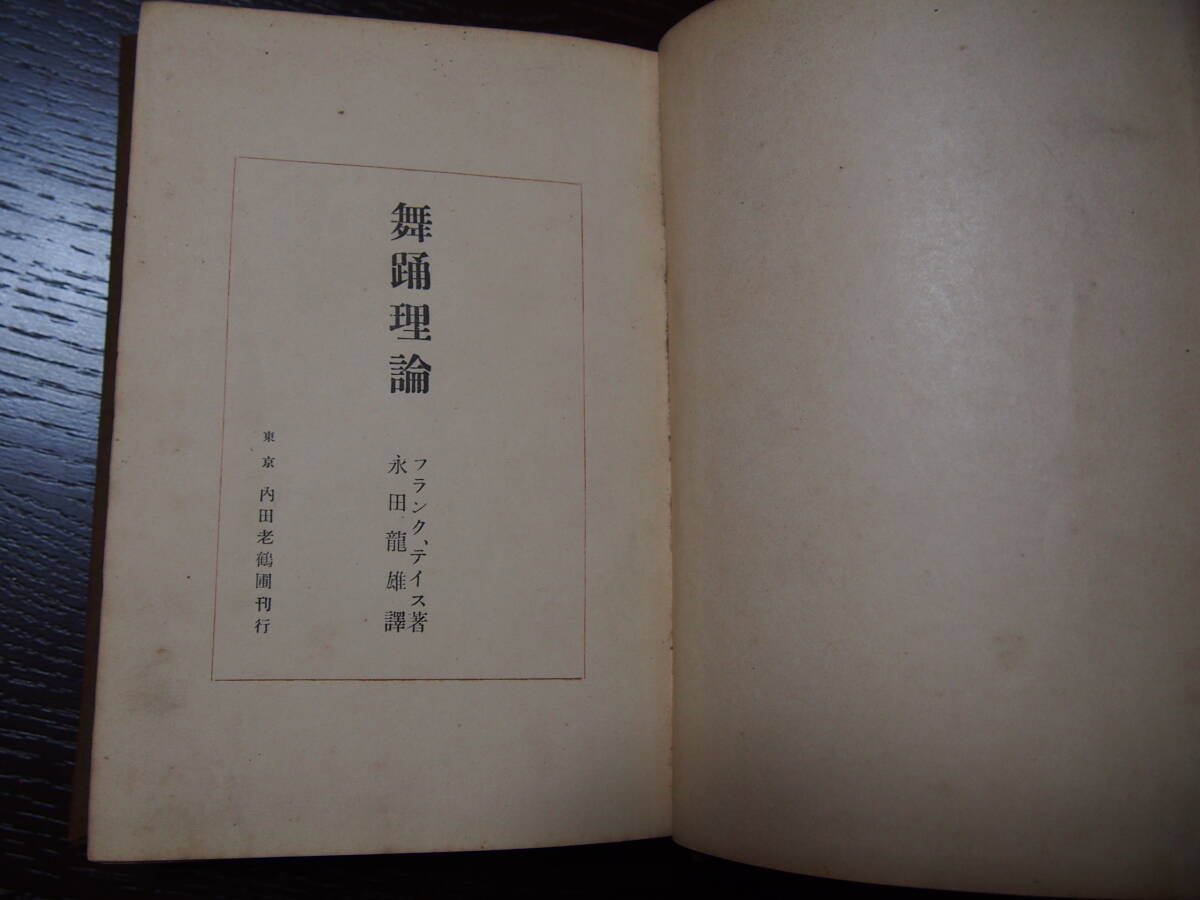 舞踊理論
フランク、テイス著
永田龍雄譯
東京 內田老鶴圃刊行